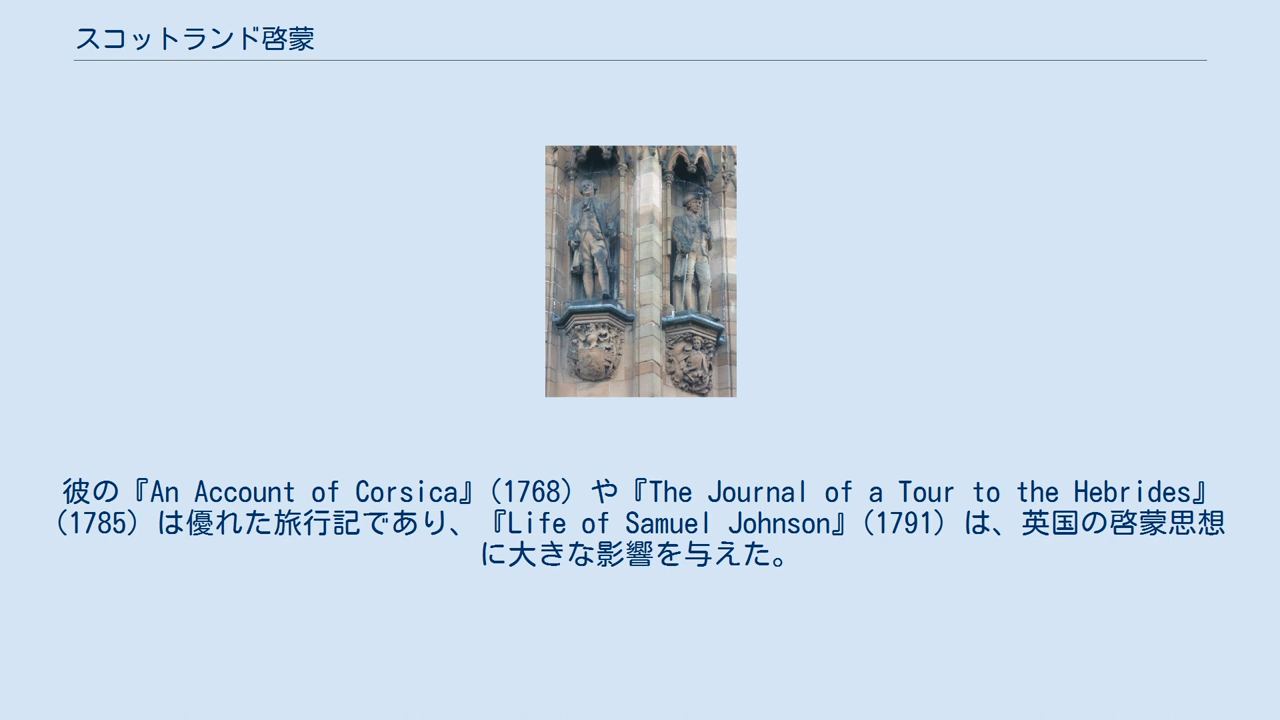 スコットランド啓蒙
彼の『An Account of Corsica』(1768) や『The Journal of a Tour to the Hebrides』
(1785) は優れた旅行記であり、『Life of Samuel Johnson』(1791) は、英国の啓蒙思想
に大きな影響を与えた。